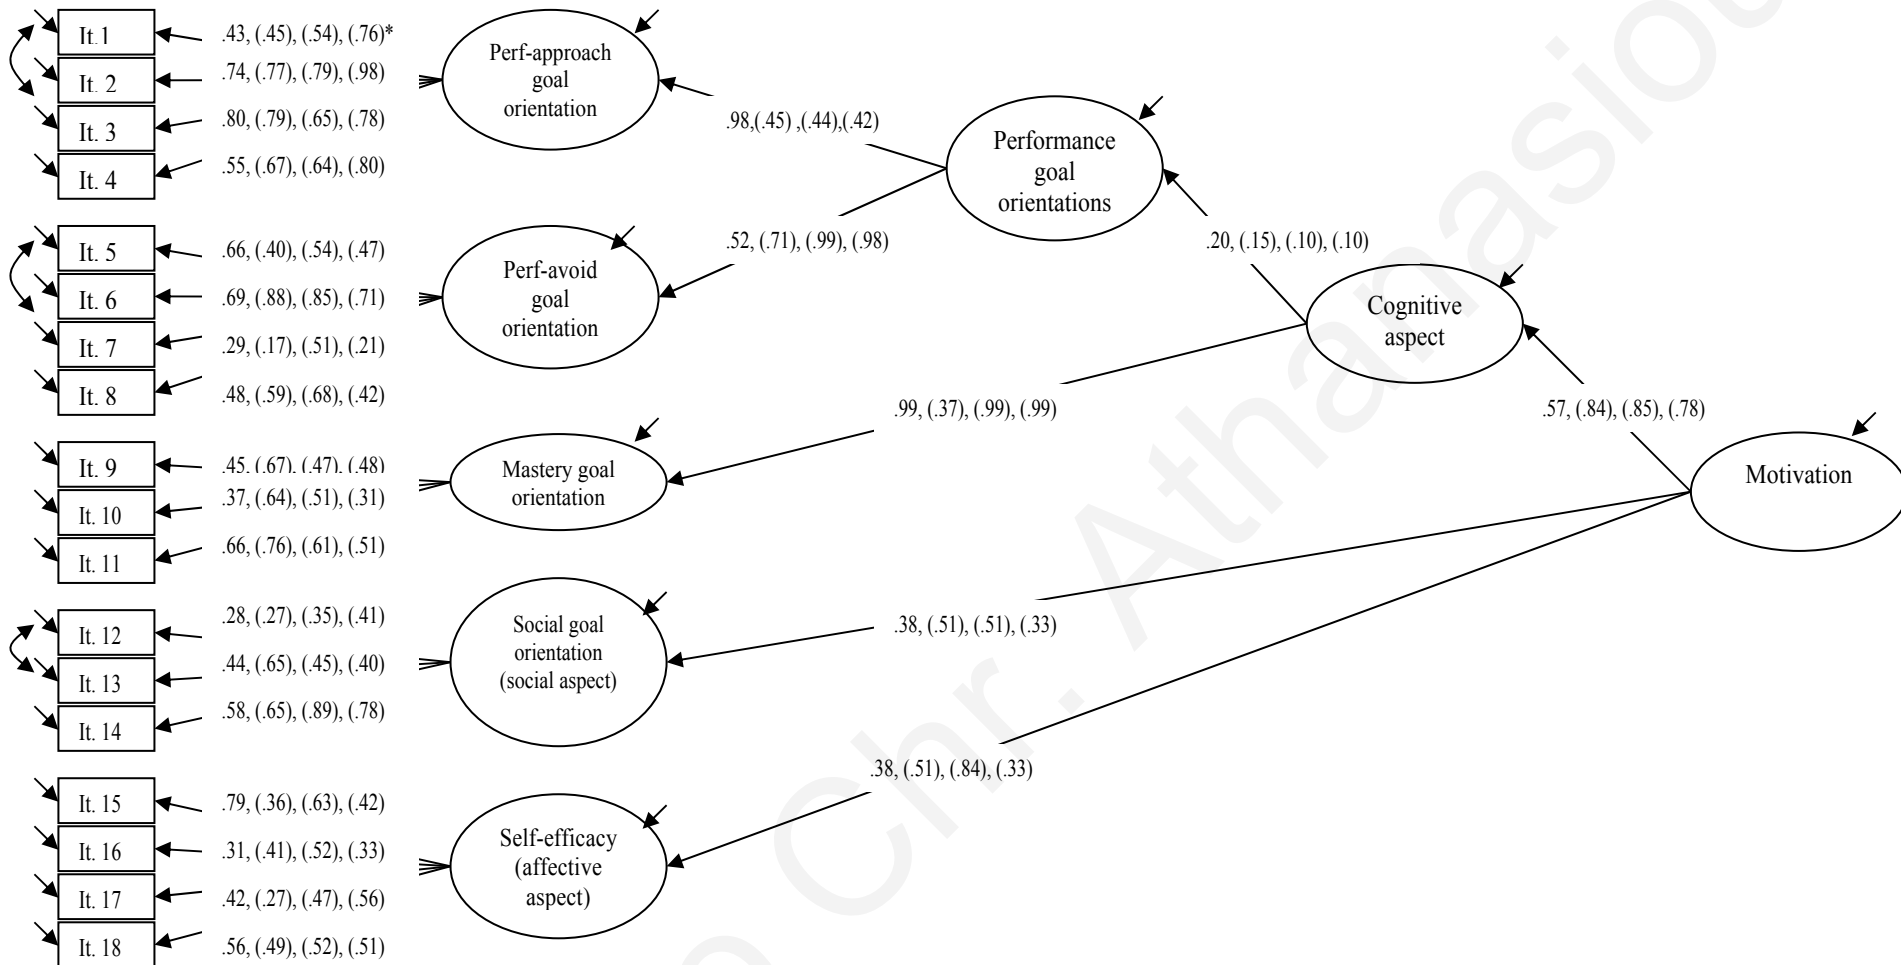 It.1
.43, (.45), (.54), (.76)*
It. 2
.74, (.77), (.79), (.98)
It. 3
.80, (.79), (.65), (.78)
It. 4
.55, (.67), (.64), (.80)
Perf-approach
goal
orientation
.98,(.45) ,(.44),(.42)
Performance
goal
orientations
It. 5
.66, (.40), (.54), (.47)
It. 6
.69, (.88), (.85), (.71)
It. 7
.29, (.17), (.51), (.21)
It. 8
.48, (.59), (.68), (.42)
Perf-avoid
goal
orientation
.52, (.71), (.99), (.98)
.20, (.15), (.10), (.10)
Cognitive
aspect
It. 9
.45, (.67), (.47), (.48)
It. 10
.37, (.64), (.51), (.31)
It. 11
.66, (.76), (.61), (.51)
Mastery goal
orientation
.99, (.37), (.99), (.99)
.57, (.84), (.85), (.78)
Motivation
It. 12
.28, (.27), (.35), (.41)
It. 13
.44, (.65), (.45), (.40)
It. 14
.58, (.65), (.89), (.78)
Social goal
orientation
(social aspect)
.38, (.51), (.51), (.33)
It. 15
.79, (.36), (.63), (.42)
It. 16
.31, (.41), (.52), (.33)
It. 17
.42, (.27), (.47), (.56)
It. 18
.56, (.49), (.52), (.51)
Self-efficacy
(affective
aspect)
.38, (.51), (.84), (.33)
Chr. Athanasiou